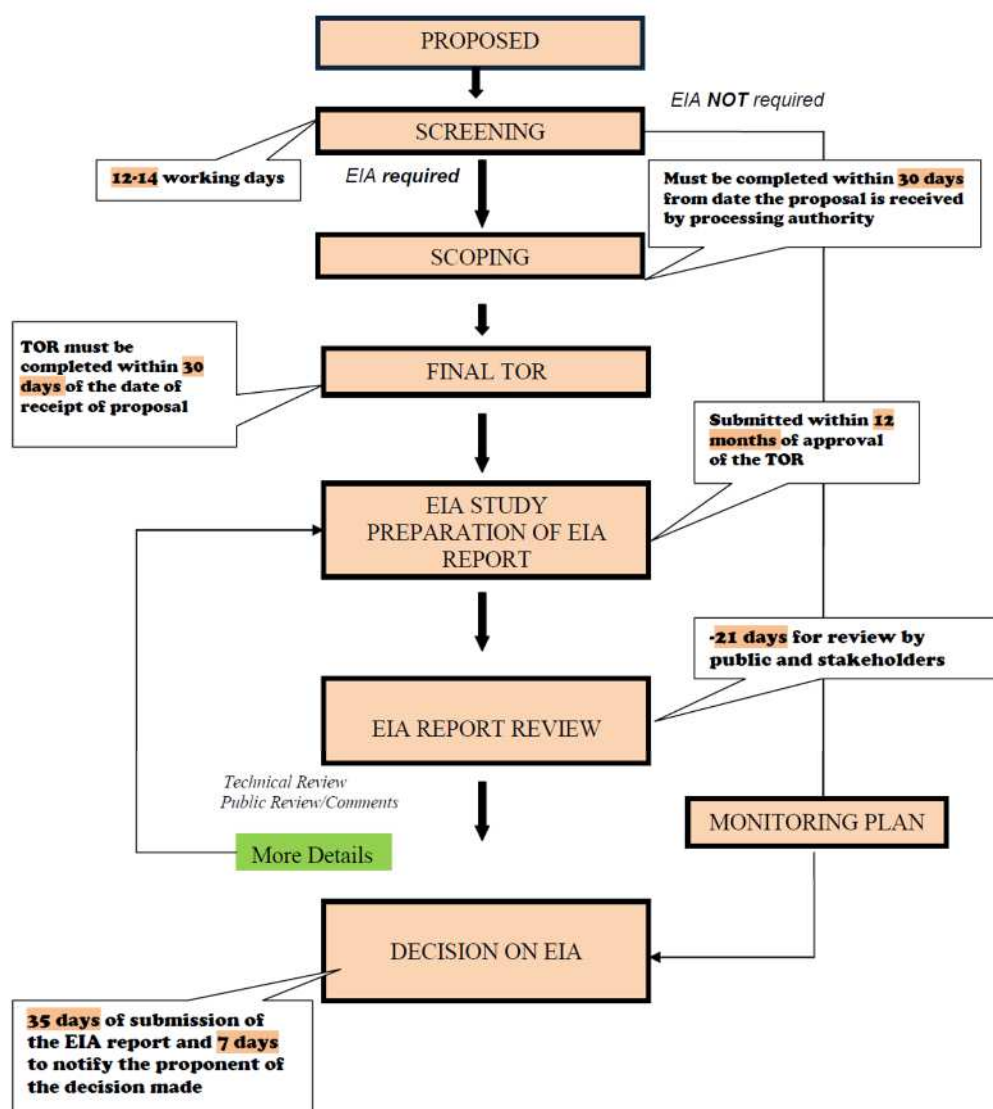 PROPOSED
EIA NOT required
SCREENING
12-14 working days
EIA required
Must be completed within 30 days
from date the proposal is received
by processing authority
SCOPING
TOR must be
completed within 30
days of the date of
receipt of proposal
FINAL TOR
Submitted within 12
months of approval
of the TOR
EIA STUDY
PREPARATION OF EIA
REPORT
-21 days for review by
public and stakeholders
EIA REPORT REVIEW
Technical Review
Public Review/Comments
More Details
MONITORING PLAN
DECISION ON EIA
35 days of submission of
the EIA report and 7 days
to notify the proponent of
the decision made